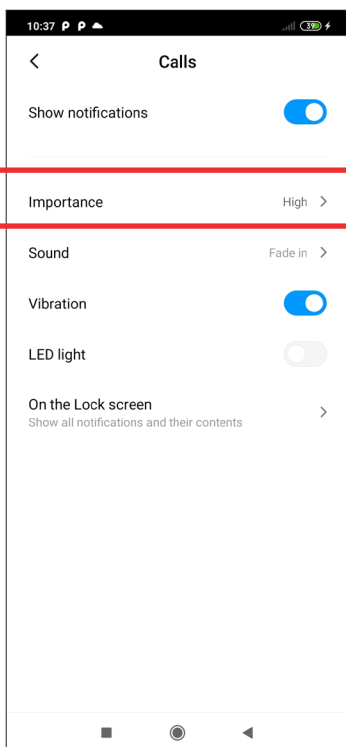 10:37 P P
39
Calls
Show notifications
Importance High
Sound Fade in
Vibration
LED light
On the Lock screen
Show all notifications and their contents